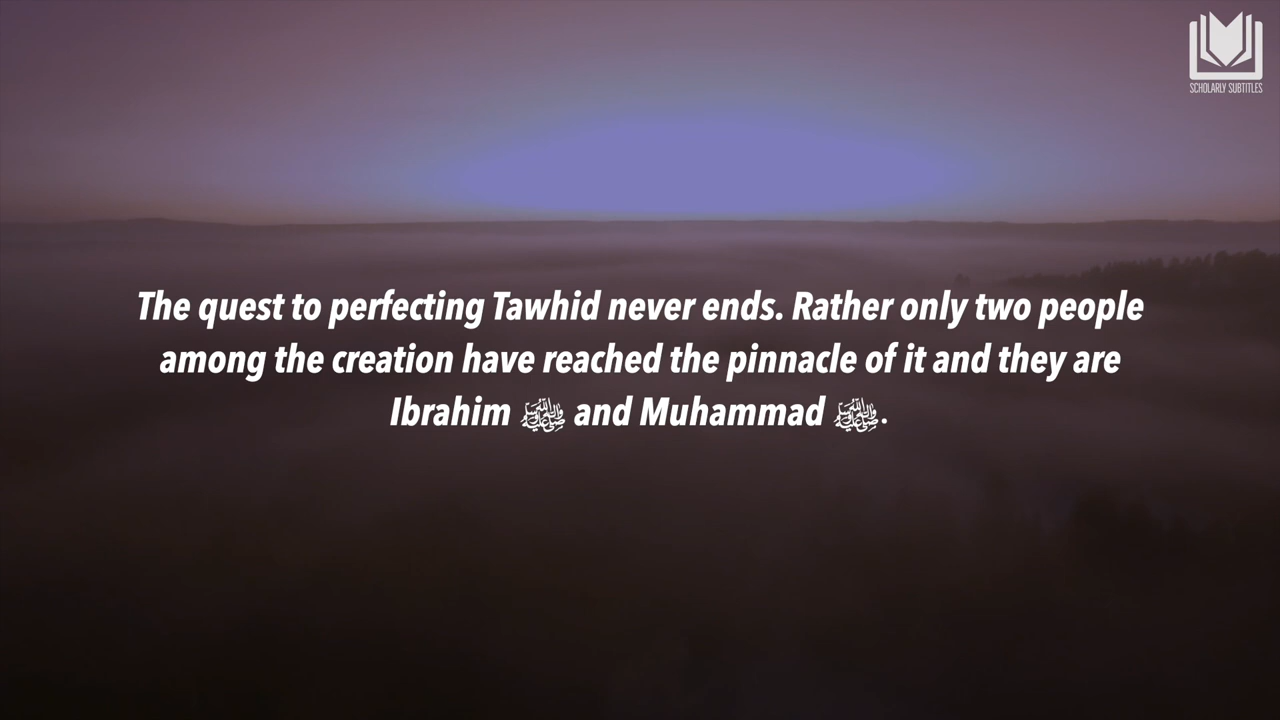 SCHOLARLY SUBTITLES
The quest to perfecting Tawhid never ends. Rather only two people
among the creation have reached the pinnacle of it and they are
Ibrahim ﷺ and Muhammad ﷺ.